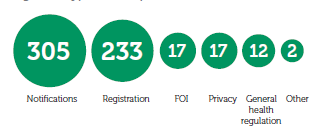 305 233 17 17 12 2
Notifications Registration FOI Privacy General Other
health
regulation